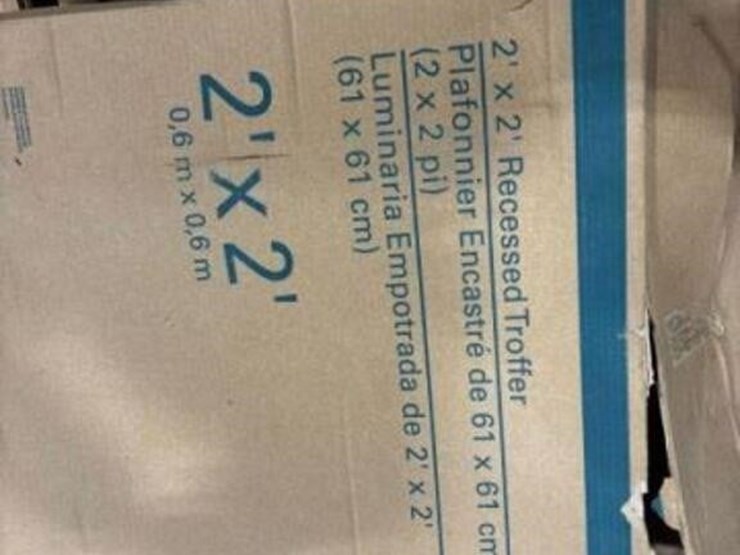 2' x 2' Recessed Troffer
Plafonnier Encastré de 61 x 61 cm
(2 x 2 pi)
Luminaria Empotrada de 2' x 2'
(61 x 61 cm)
2' x 2'
0,6 m x 0,6 m